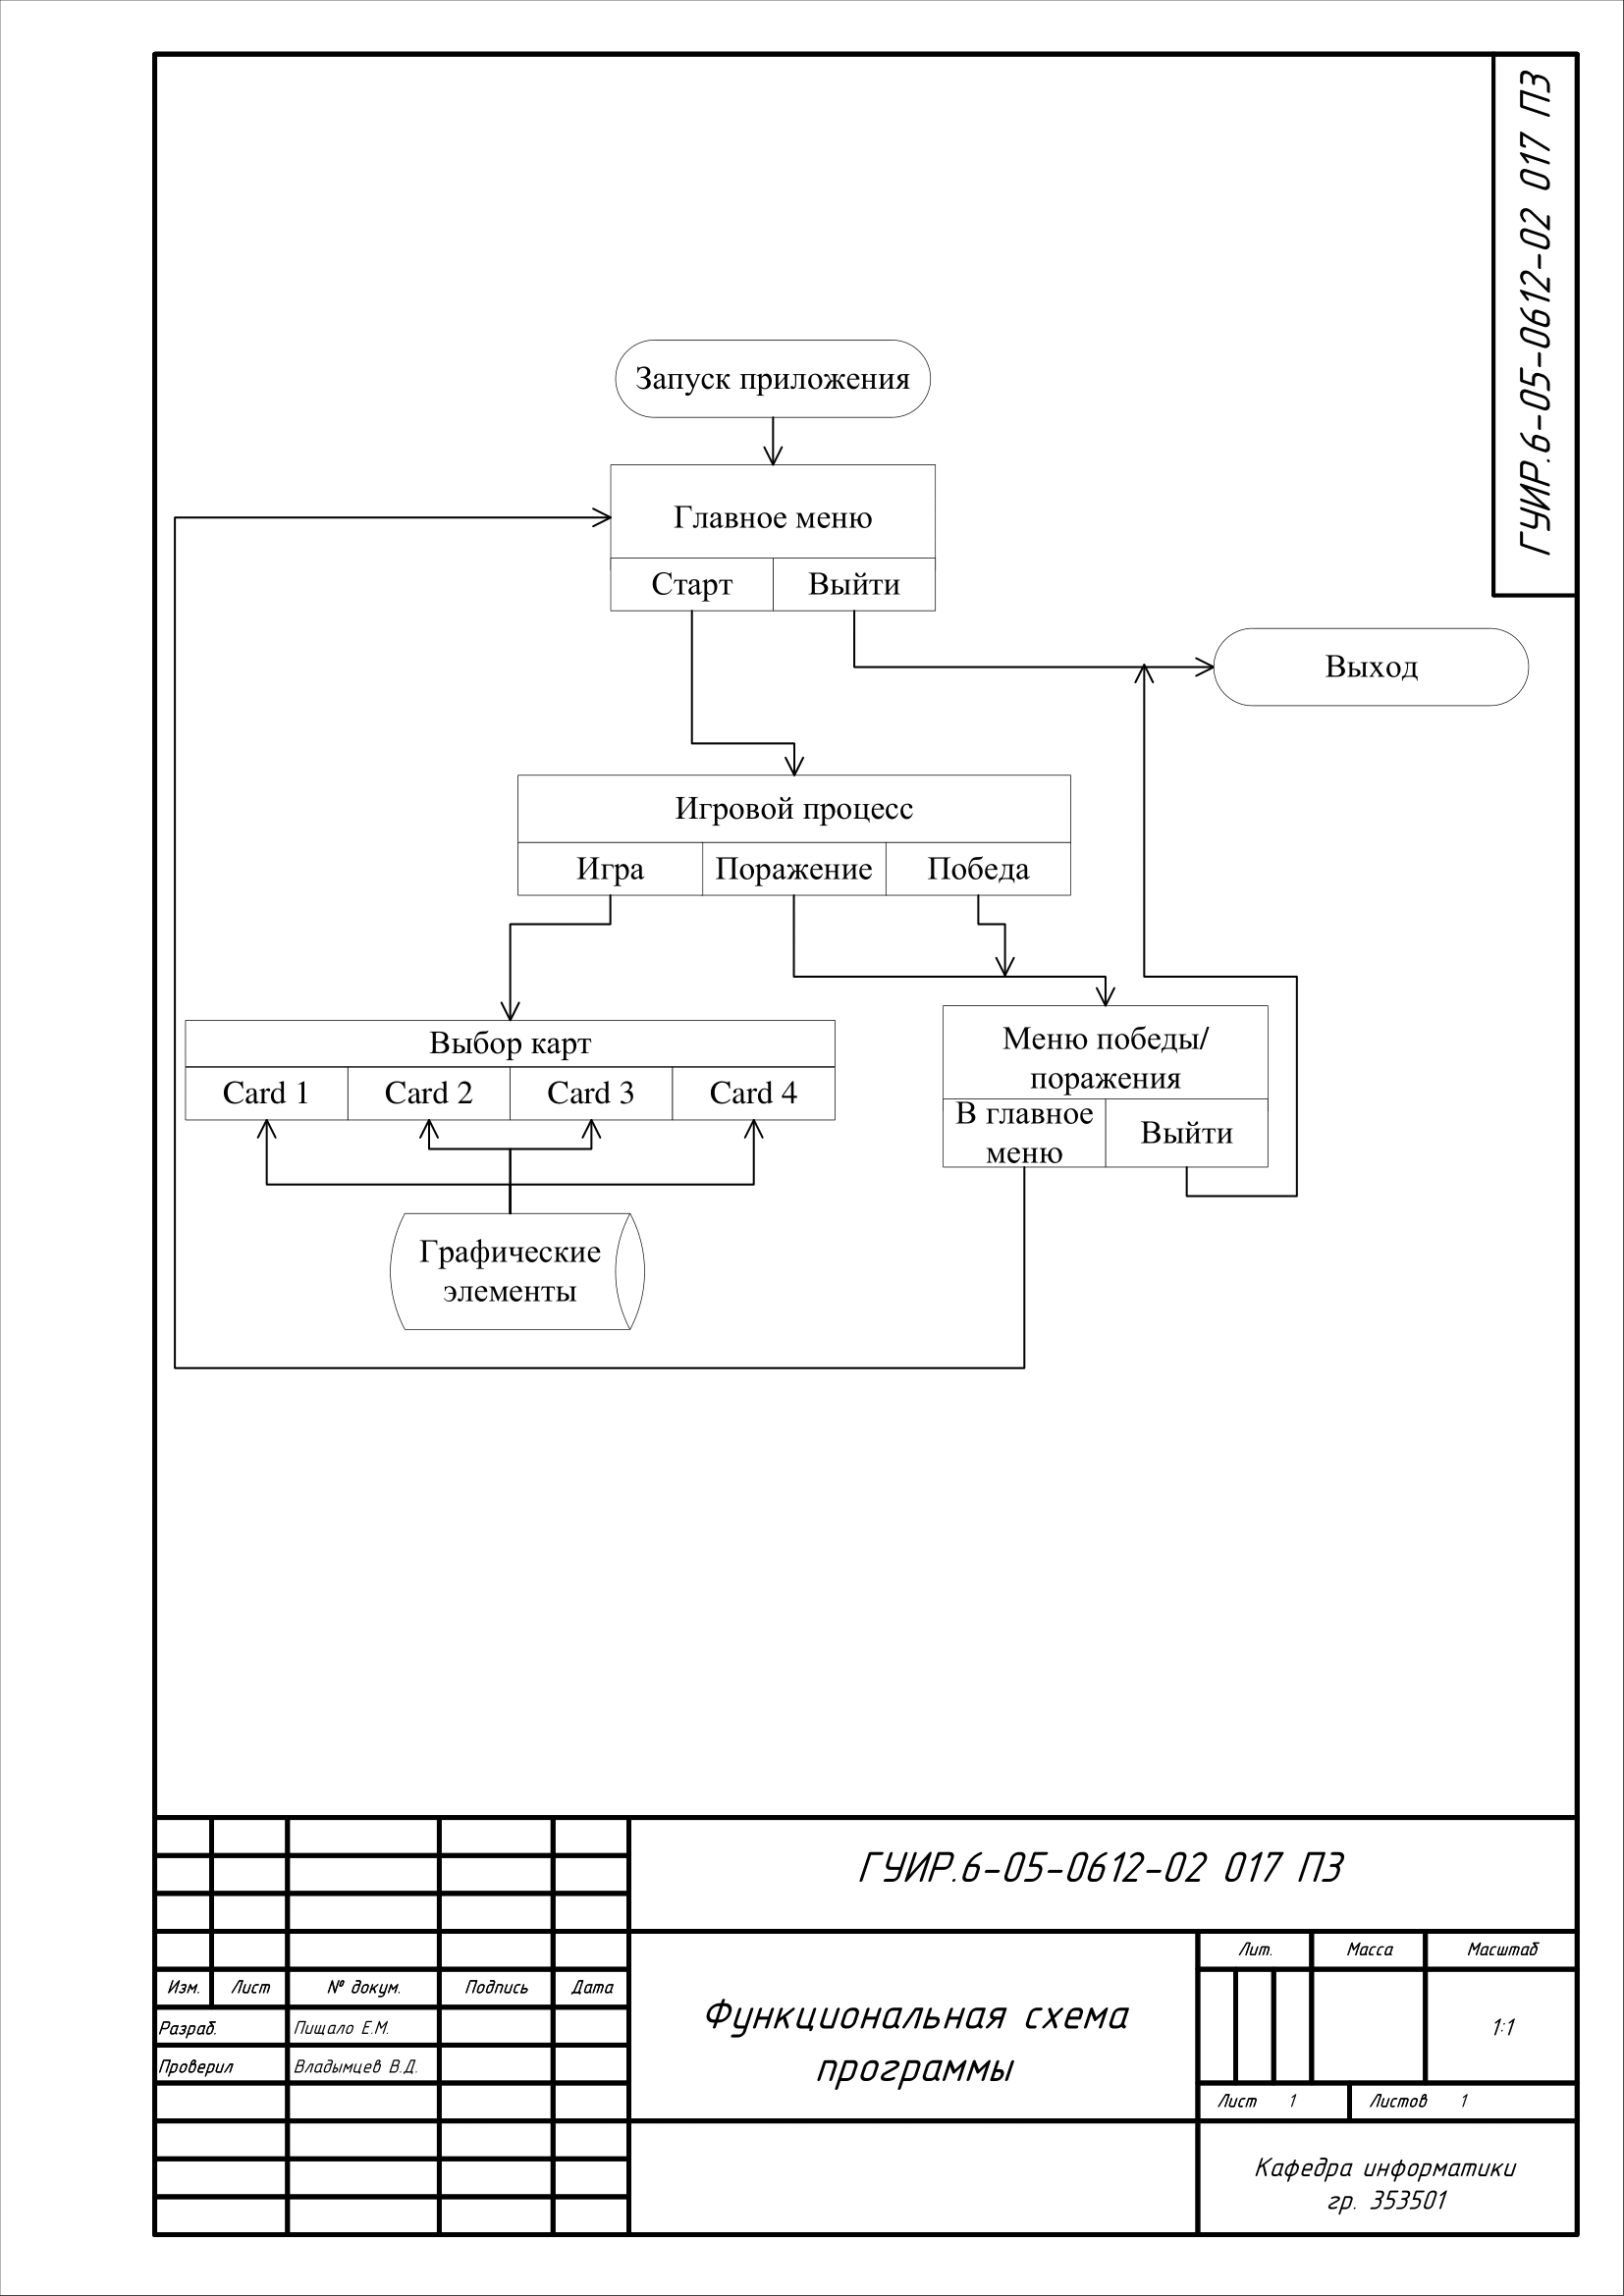 ГУИР.6-05-0612-02 017 ПЗ
Запуск приложения
Главное меню
Старт
Выйти
Выход
Игровой процесс
Игра
Поражение
Победа
Выбор карт
Card 1
Card 2
Card 3
Card 4
Меню победы/
поражения
В главное
меню
Выйти
Графические
элементы
ГУИР.6-05-0612-02 017 ПЗ
Лит.
Масса
Масштаб
Изм.
Лист
№ докум.
Подпись
Дата
Функциональная схема
программы
1:1
Разраб.
Пищало Е.М.
Проверил
Владымцев В.Д.
Лист 1
Листов 1
Кафедра информатики
гр. 353501